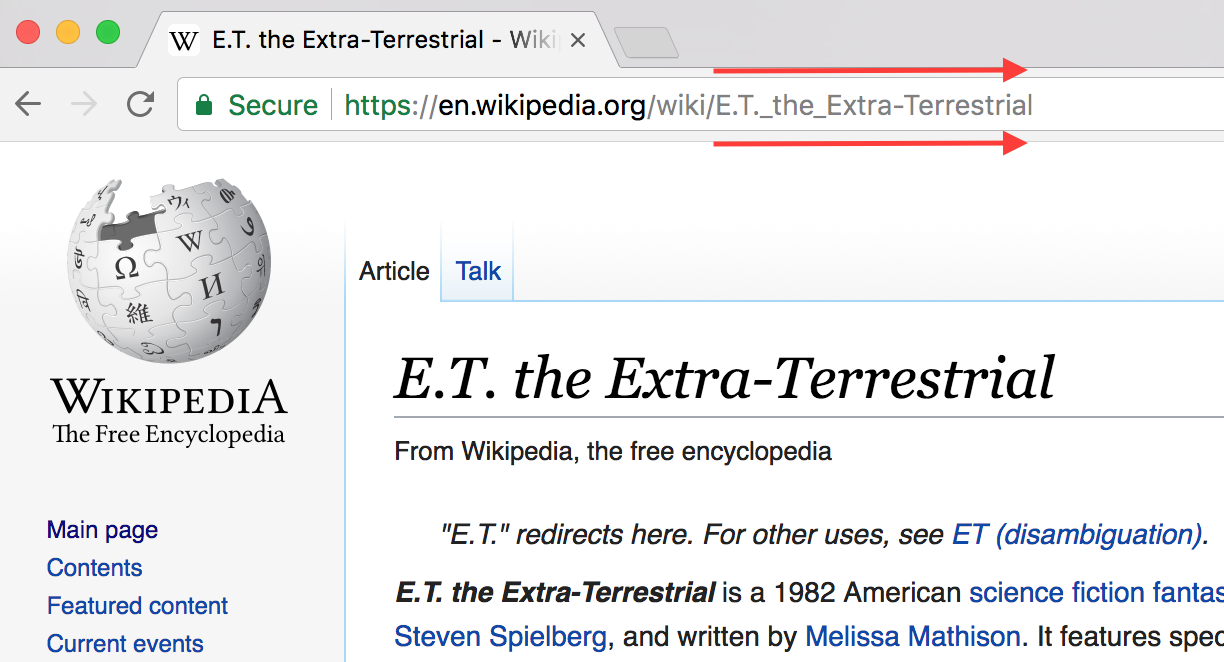 E.T. the Extra-Terrestrial - Wiki
Secure https://en.wikipedia.org/wiki/E.T._the_Extra-Terrestrial
WIKIPEDIA
The Free Encyclopedia
Main page
Contents
Featured content
Current events
Article Talk
E.T. the Extra-Terrestrial
From Wikipedia, the free encyclopedia
"E.T." redirects here. For other uses, see ET (disambiguation).
E.T. the Extra-Terrestrial is a 1982 American science fiction fantas
Steven Spielberg, and written by Melissa Mathison. It features spec